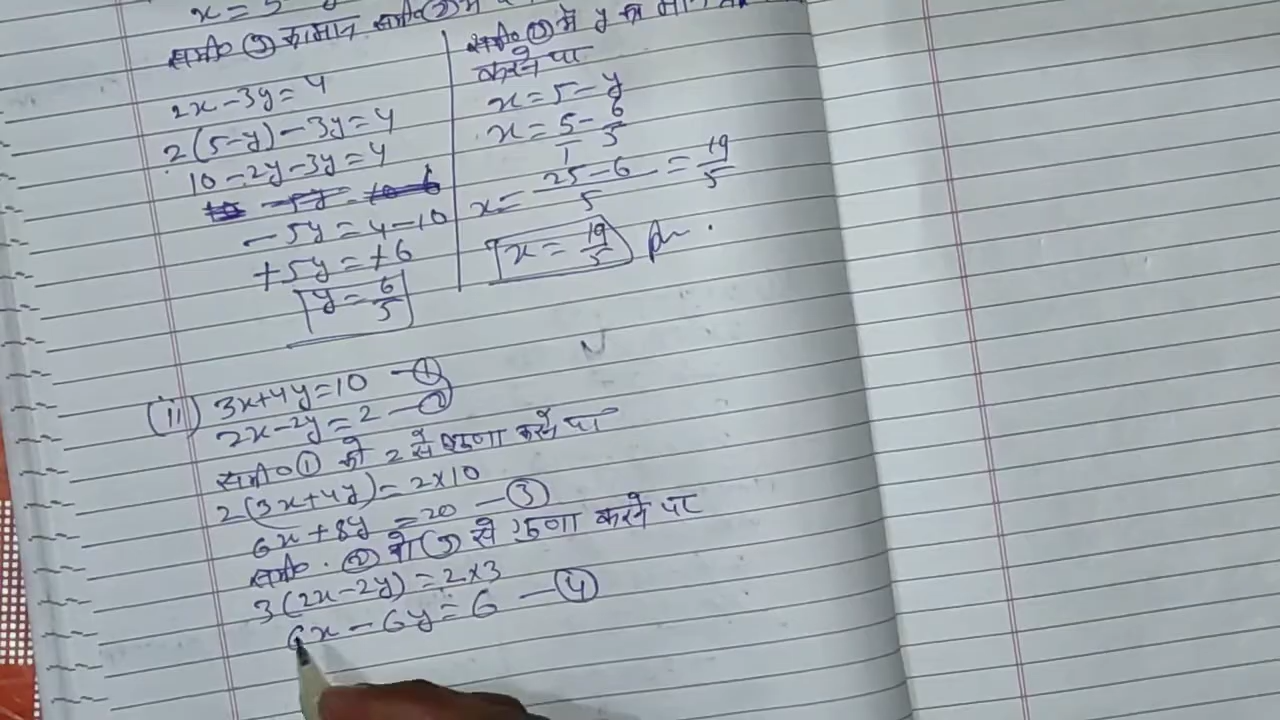 x = 5
समी० (3) का मान समी० (2) में
2x - 3y = 4
2(5-y) - 3y = 4
10 - 2y - 3y = 4
- 5y = 4 - 10
+5y = +6
y = 6/5
समी० (3) में y का मान
करने पर
x = 5 - y
x = 5/1 - 6/5
x = (25 - 6)/5 = 19/5
x = 19/5
(ii) 3x+4y=10 — ①
2x-2y=2 — ②
समी० ① को 2 से गुणा करने पर
2(3x+4y)=2×10
6x + 8y = 20 — ③
समी० ② को (3) से गुणा करने पर
3(2x-2y) = 2×3
6x - 6y = 6 — ④